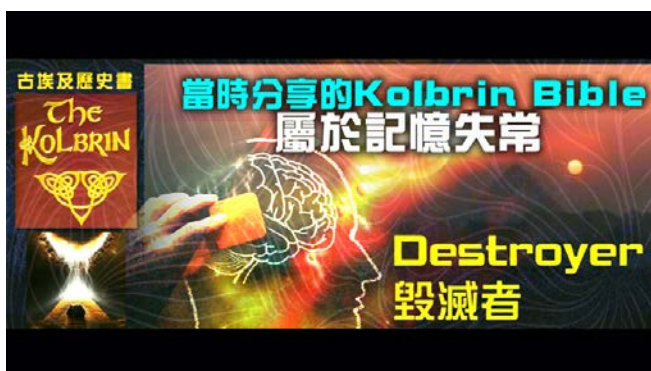 古埃及歷史書
The
KOLBRIN
當時分享的Kolbrin Bible
屬於記憶失常
Destroyer
毀滅者